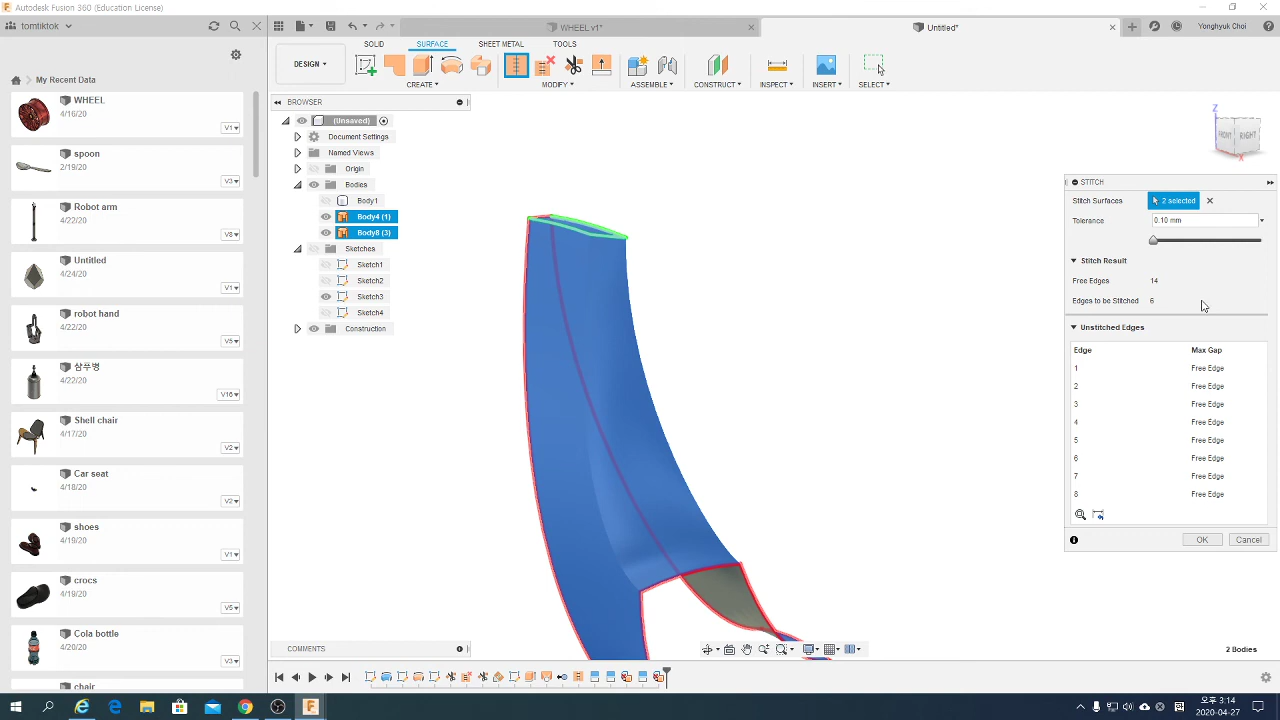 Autodesk Fusion 360 (Education License)
tomtiktok
WHEEL v1*
Untitled*
Yonghyuk Choi
My Recent Data
WHEEL
4/16/20
V1
spoon
2/19/20
V3
Robot arm
4/22/20
V8
Untitled
4/24/20
V1
robot hand
4/22/20
V5
샴푸병
4/22/20
V16
Shell chair
4/17/20
V2
Car seat
4/18/20
V2
shoes
4/19/20
V1
crocs
4/19/20
V5
Cola bottle
4/20/20
V3
chair
DESIGN
SOLID
SURFACE
SHEET METAL
TOOLS
CREATE
MODIFY
ASSEMBLE
CONSTRUCT
INSPECT
INSERT
SELECT
BROWSER
(Unsaved)
Document Settings
Named Views
Origin
Bodies
Body1
Body4 (1)
Body8 (3)
Sketches
Sketch1
Sketch2
Sketch3
Sketch4
Construction
Z
FRONT
RIGHT
X
STITCH
Stitch Surfaces 2 selected
Tolerance 0.10 mm
Stitch Result
Free Edges 14
Edges to be Stitched 6
Unstitched Edges
Edge Max Gap
1 Free Edge
2 Free Edge
3 Free Edge
4 Free Edge
5 Free Edge
6 Free Edge
7 Free Edge
8 Free Edge
OK
Cancel
COMMENTS
2 Bodies
오후 3:14
2020-04-27